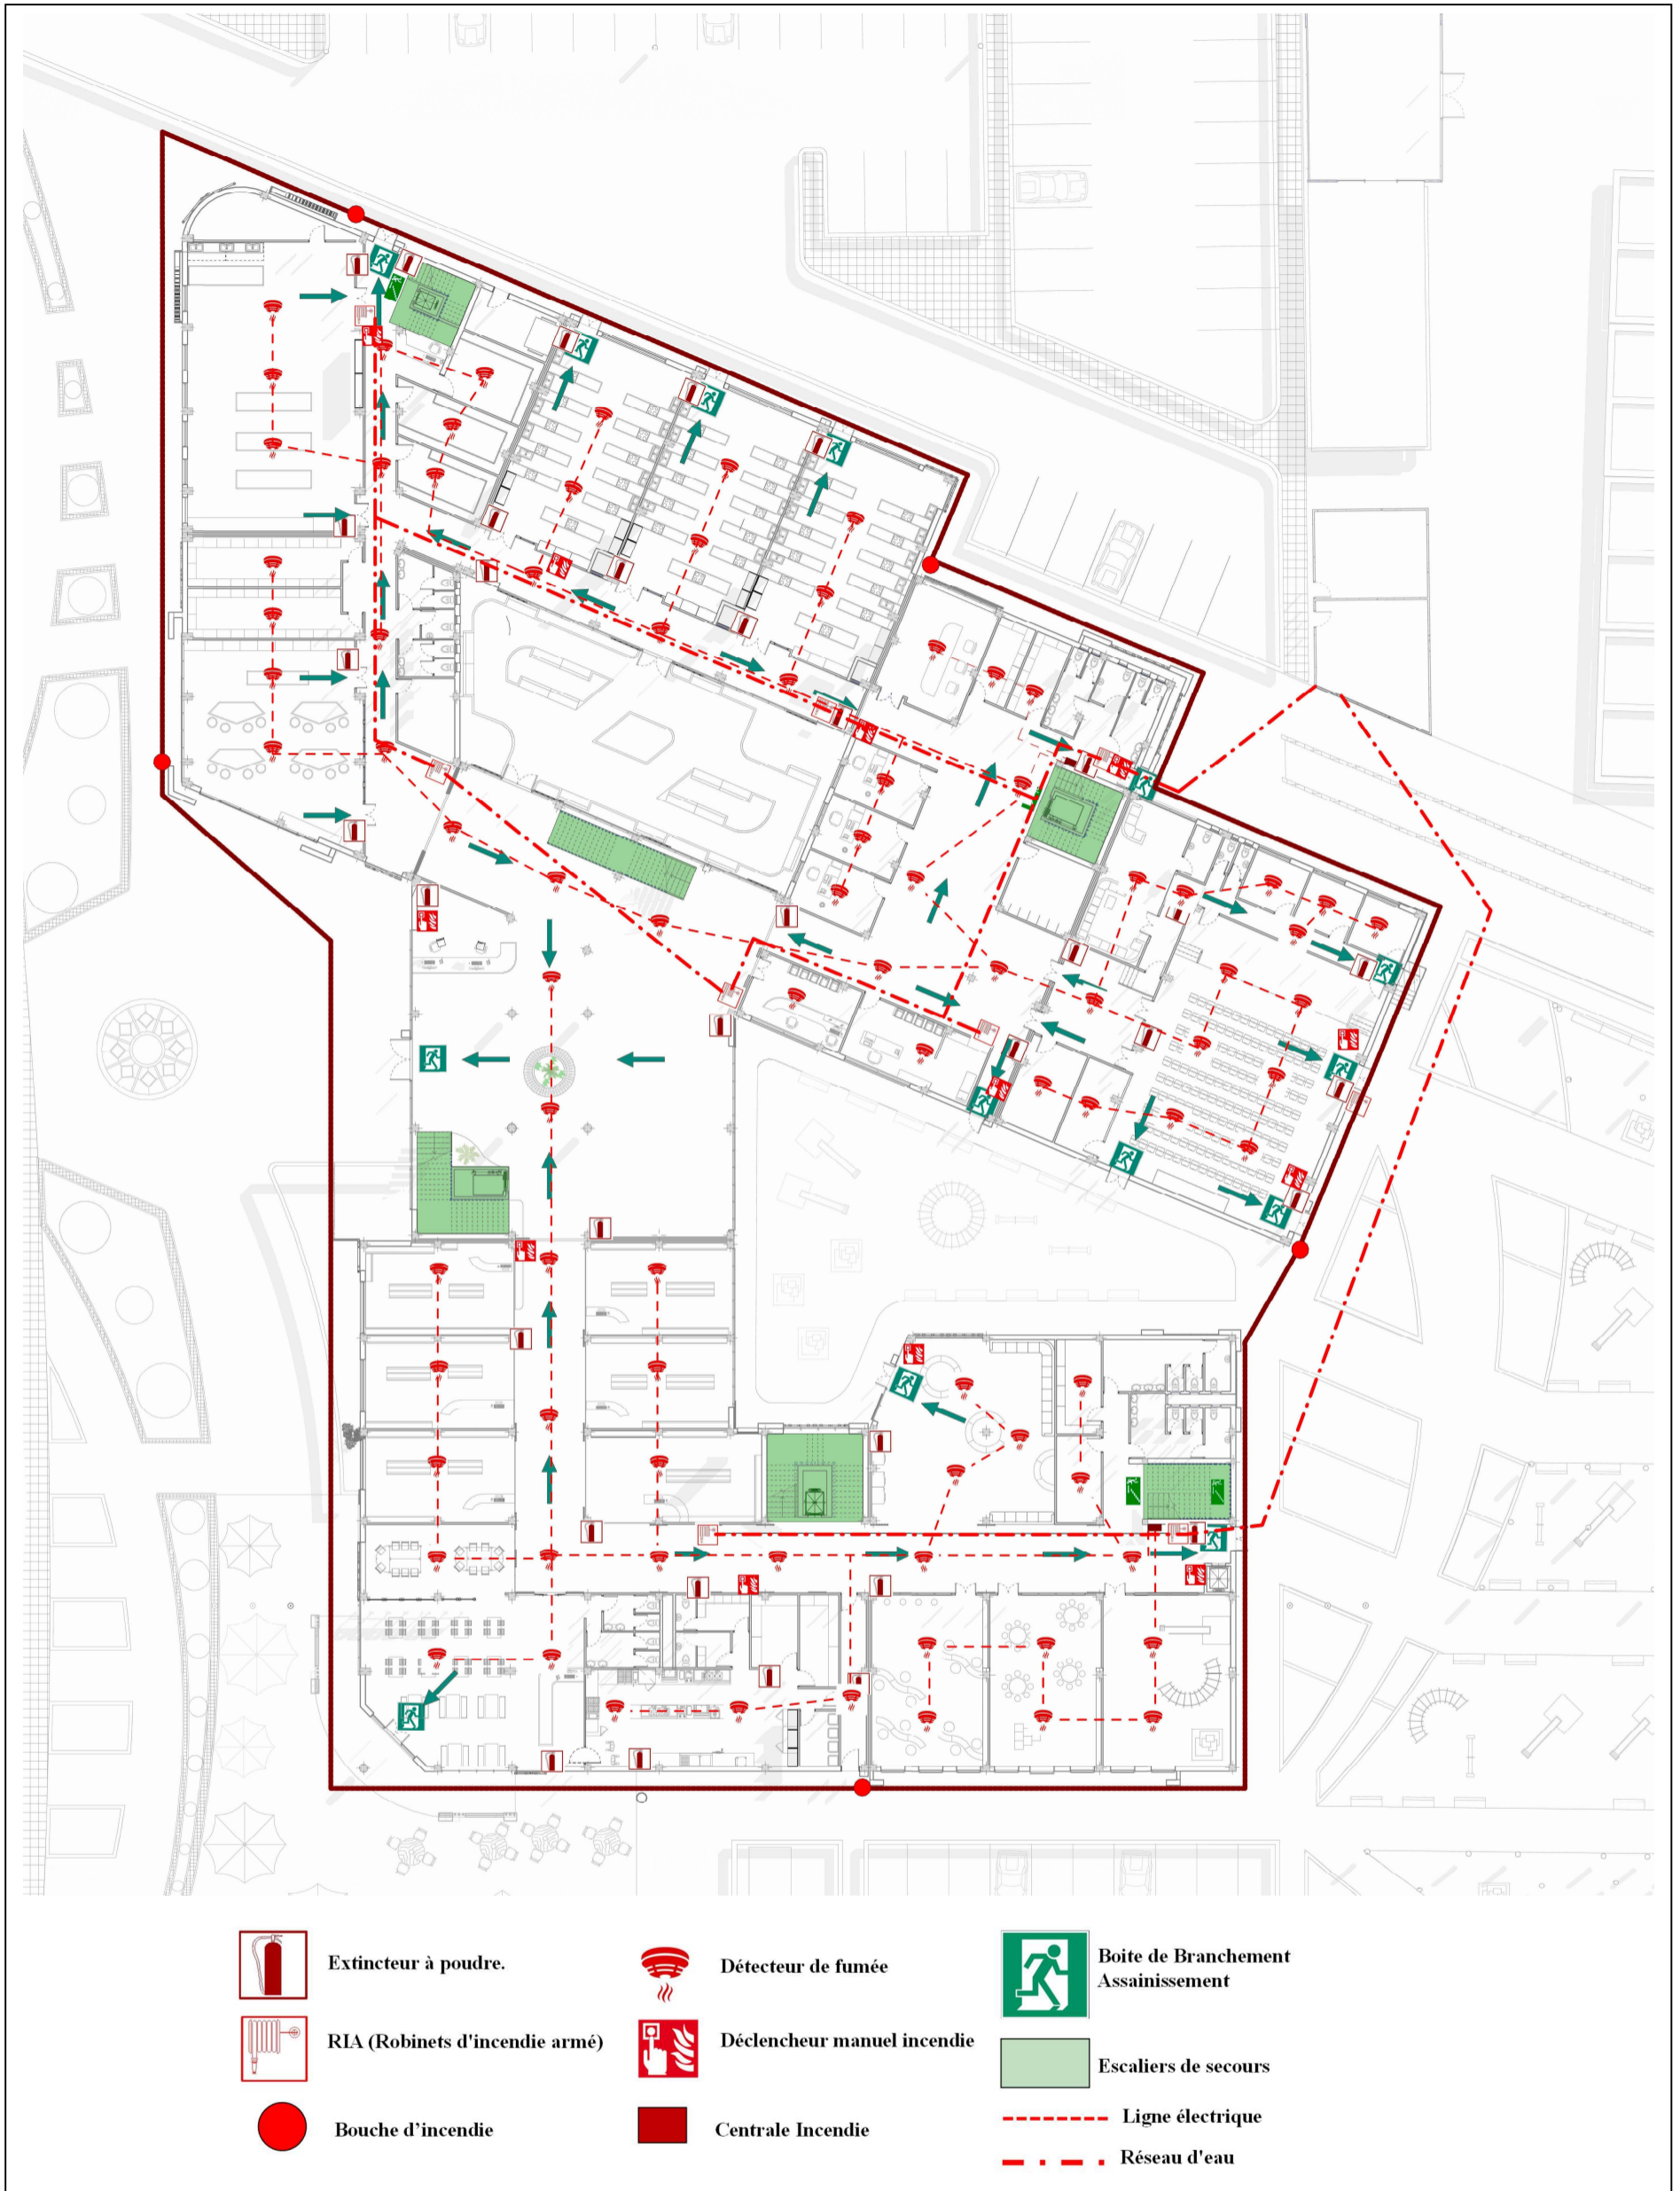 Extincteur à poudre.
Détecteur de fumée
Boite de Branchement
Assainissement
RIA (Robinets d'incendie armé)
Déclencheur manuel incendie
Escaliers de secours
Bouche d'incendie
Centrale Incendie
Ligne électrique
Réseau d'eau